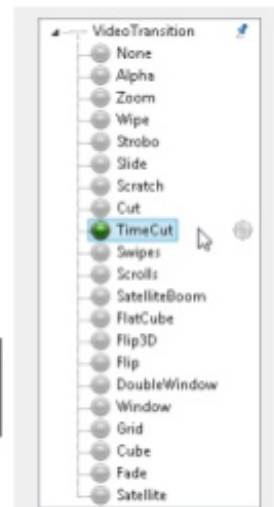 VideoTransition
None
Alpha
Zoom
Wipe
Strobo
Slide
Scratch
Cut
TimeCut
Swipes
Scrolls
SatelliteBoom
FlatCube
Flip3D
Flip
DoubleWindow
Window
Grid
Cube
Fade
Satellite